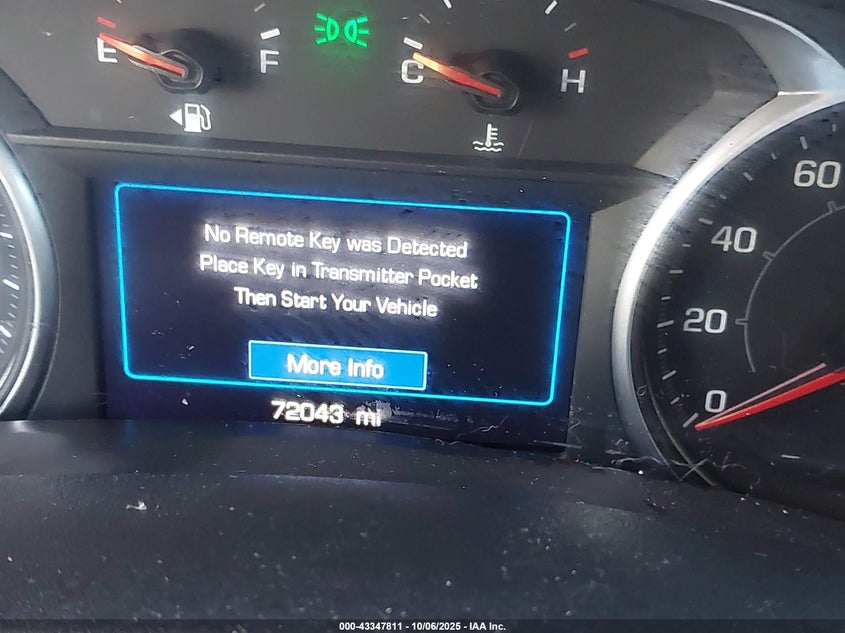 E F C H
60
No Remote Key was Detected
Place Key in Transmitter Pocket
Then Start Your Vehicle
40
20
More Info
0
72043 mi
000-43347811 - 10/06/2025 - IAA Inc.